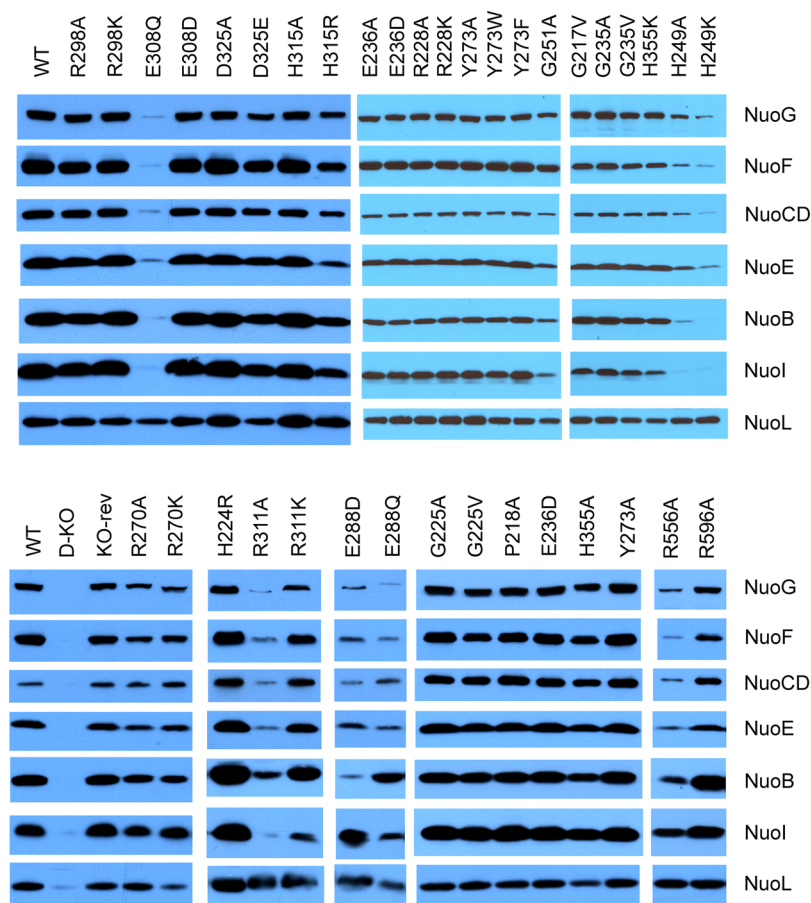 WT R298A R298K E308Q E308D D325A D325E H315A H315R E236A E236D R228A R228K Y273A Y273W Y273F G251A G217V G235A G235V H355K H249A H249K
NuoG
NuoF
NuoCD
NuoE
NuoB
NuoI
NuoL
WT D-KO KO-rev R270A R270K H224R R311A R311K E288D E288Q G225A G225V P218A E236D H355A Y273A R556A R596A
NuoG
NuoF
NuoCD
NuoE
NuoB
NuoI
NuoL